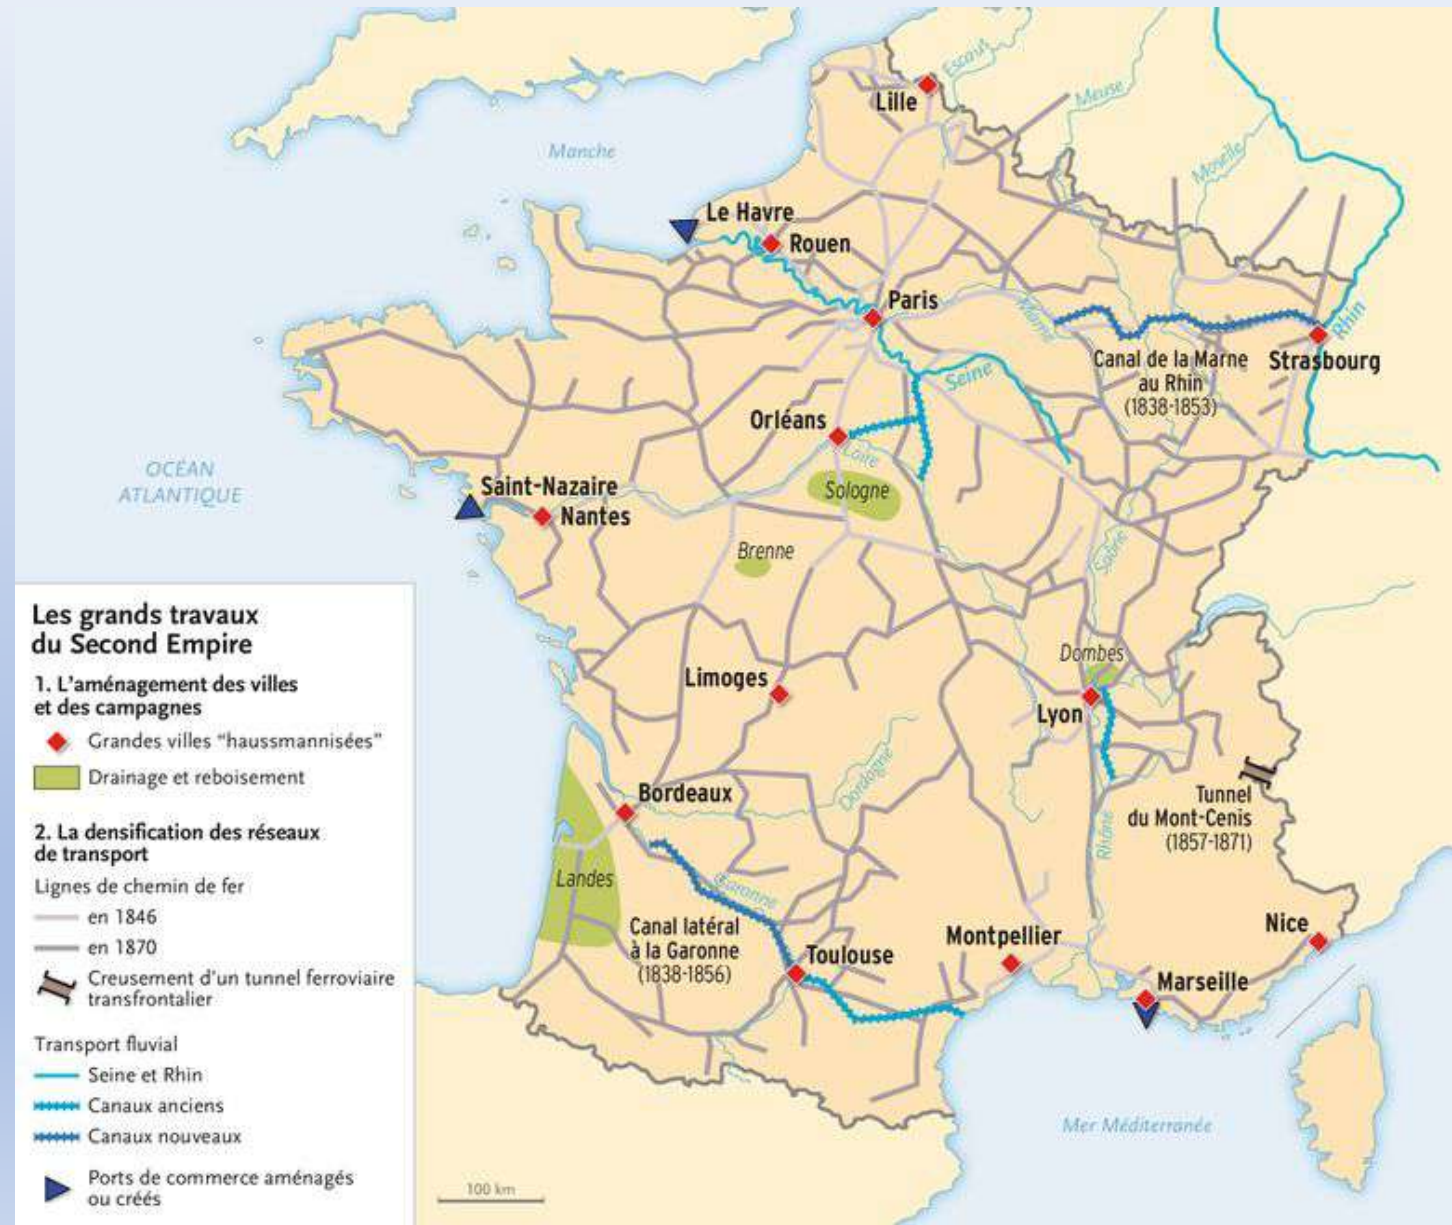 Escaut
Lille
Meuse
Manche
Moselle
Le Havre
Rouen
Paris
Marne
Rhin
Canal de la Marne
au Rhin
(1838-1853)
Strasbourg
Seine
Orléans
Loire
OCÉAN
ATLANTIQUE
Saint-Nazaire
Nantes
Sologne
Brenne
Saône
Dombes
Limoges
Lyon
Dordogne
Bordeaux
Tunnel
du Mont-Cenis
(1857-1871)
Rhône
Landes
Garonne
Canal latéral
à la Garonne
(1838-1856)
Toulouse
Montpellier
Nice
Marseille
Mer Méditerranée
100 km
Les grands travaux
du Second Empire
1. L'aménagement des villes
et des campagnes
Grandes villes "haussmannisées"
Drainage et reboisement
2. La densification des réseaux
de transport
Lignes de chemin de fer
en 1846
en 1870
Creusement d'un tunnel ferroviaire
transfrontalier
Transport fluvial
Seine et Rhin
Canaux anciens
Canaux nouveaux
Ports de commerce aménagés
ou créés